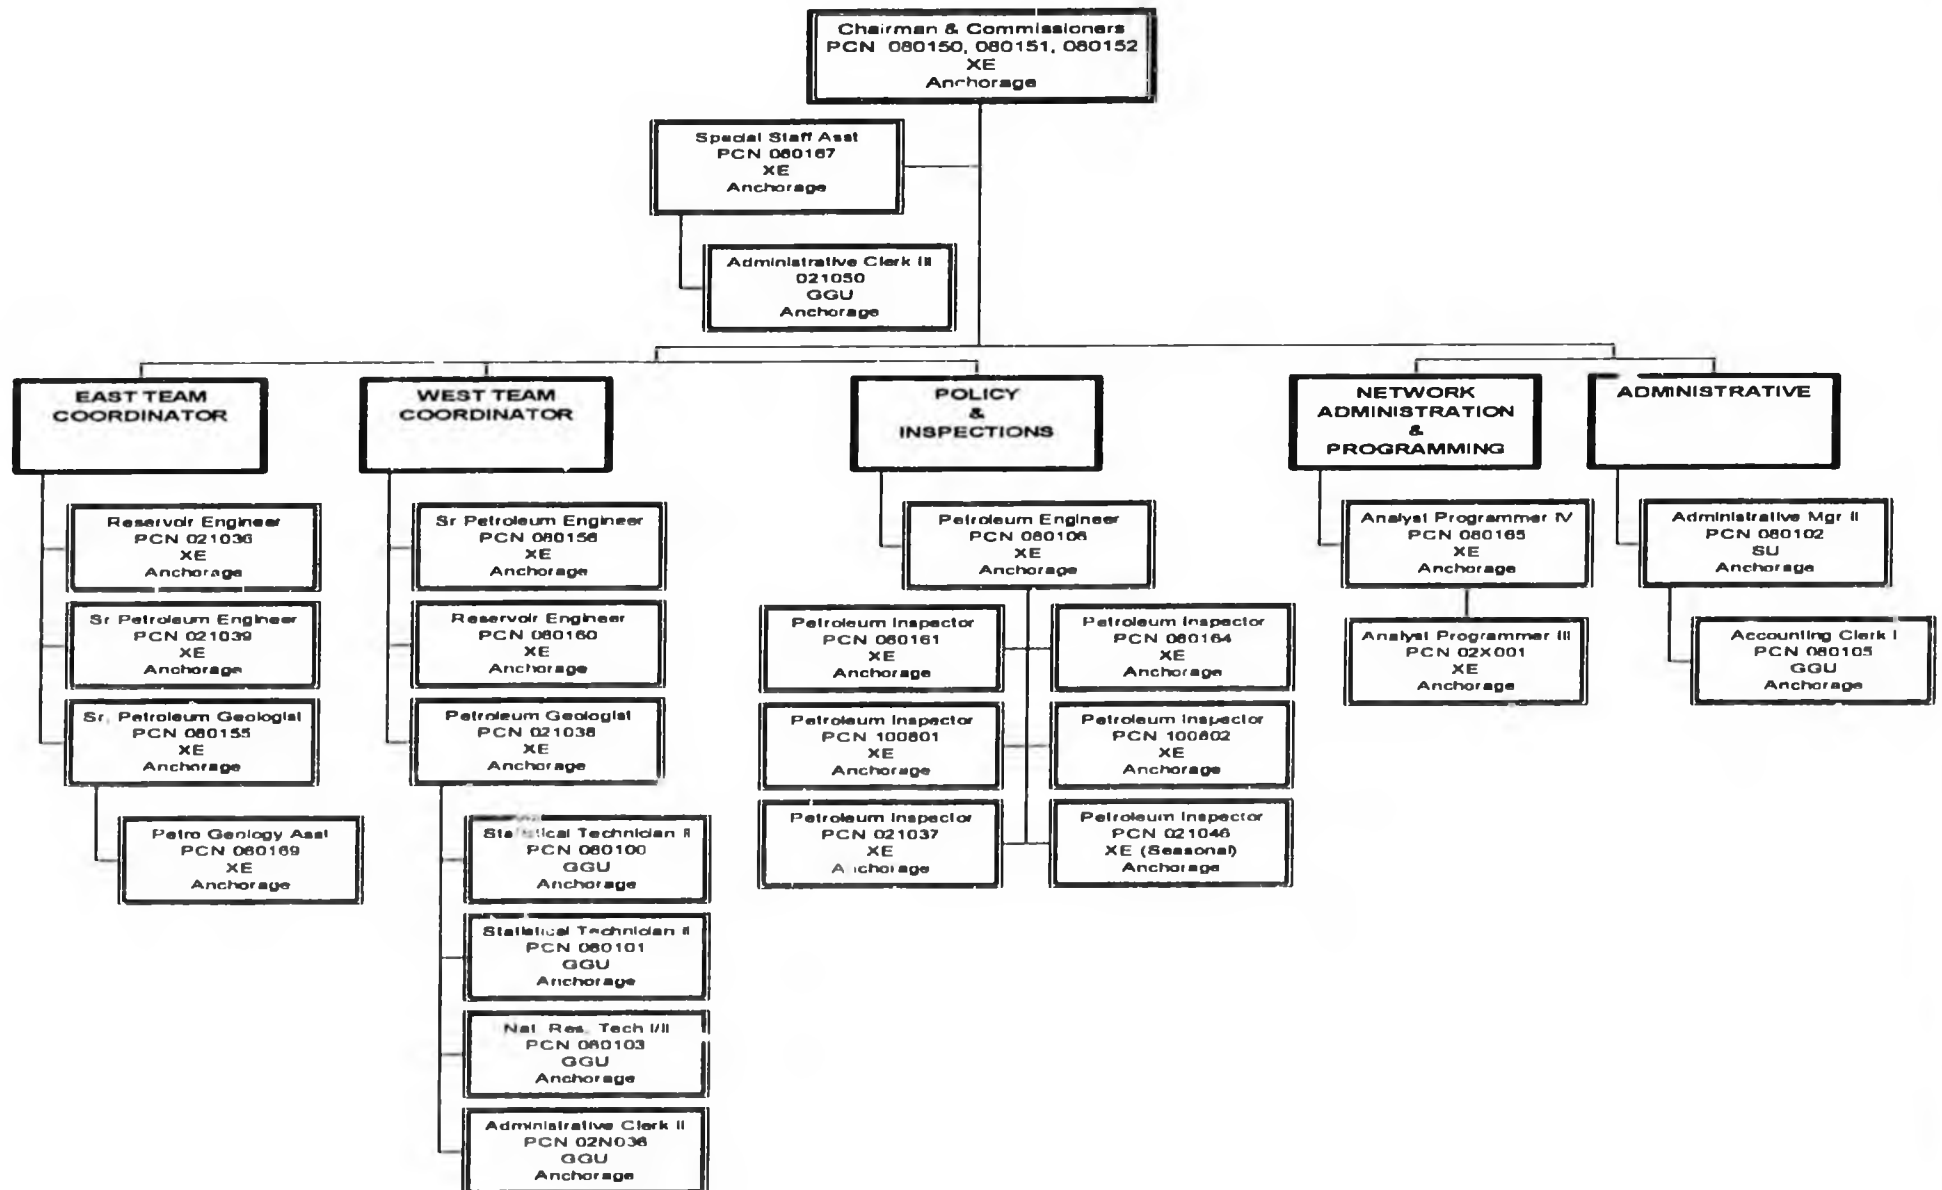 Chairman & Commissioners
PCN 080150, 080151, 080152
XE
Anchorage
Special Staff Asst
PCN 080167
XE
Anchorage
Administrative Clerk III
021050
GGU
Anchorage
EAST TEAM
COORDINATOR
WEST TEAM
COORDINATOR
POLICY
&
INSPECTIONS
NETWORK
ADMINISTRATION
&
PROGRAMMING
ADMINISTRATIVE
Reservoir Engineer
PCN 021036
XE
Anchorage
Sr Petroleum Engineer
PCN 021039
XE
Anchorage
Sr. Petroleum Geologist
PCN 080155
XE
Anchorage
Petro Geology Asst
PCN 080169
XE
Anchorage
Sr Petroleum Engineer
PCN 080156
XE
Anchorage
Reservoir Engineer
PCN 080160
XE
Anchorage
Petroleum Geologist
PCN 021038
XE
Anchorage
Statistical Technician II
PCN 080100
GGU
Anchorage
Statistical Technician II
PCN 080101
GGU
Anchorage
Nat. Res. Tech I/II
PCN 080103
GGU
Anchorage
Administrative Clerk II
PCN 02N036
GGU
Anchorage
Petroleum Engineer
PCN 080106
XE
Anchorage
Petroleum Inspector
PCN 080161
XE
Anchorage
Petroleum Inspector
PCN 080164
XE
Anchorage
Petroleum Inspector
PCN 100801
XE
Anchorage
Petroleum Inspector
PCN 100802
XE
Anchorage
Petroleum Inspector
PCN 021037
XE
Anchorage
Petroleum Inspector
PCN 021046
XE (Seasonal)
Anchorage
Analyst Programmer IV
PCN 080165
XE
Anchorage
Analyst Programmer III
PCN 02X001
XE
Anchorage
Administrative Mgr II
PCN 080102
SU
Anchorage
Accounting Clerk I
PCN 080105
GGU
Anchorage